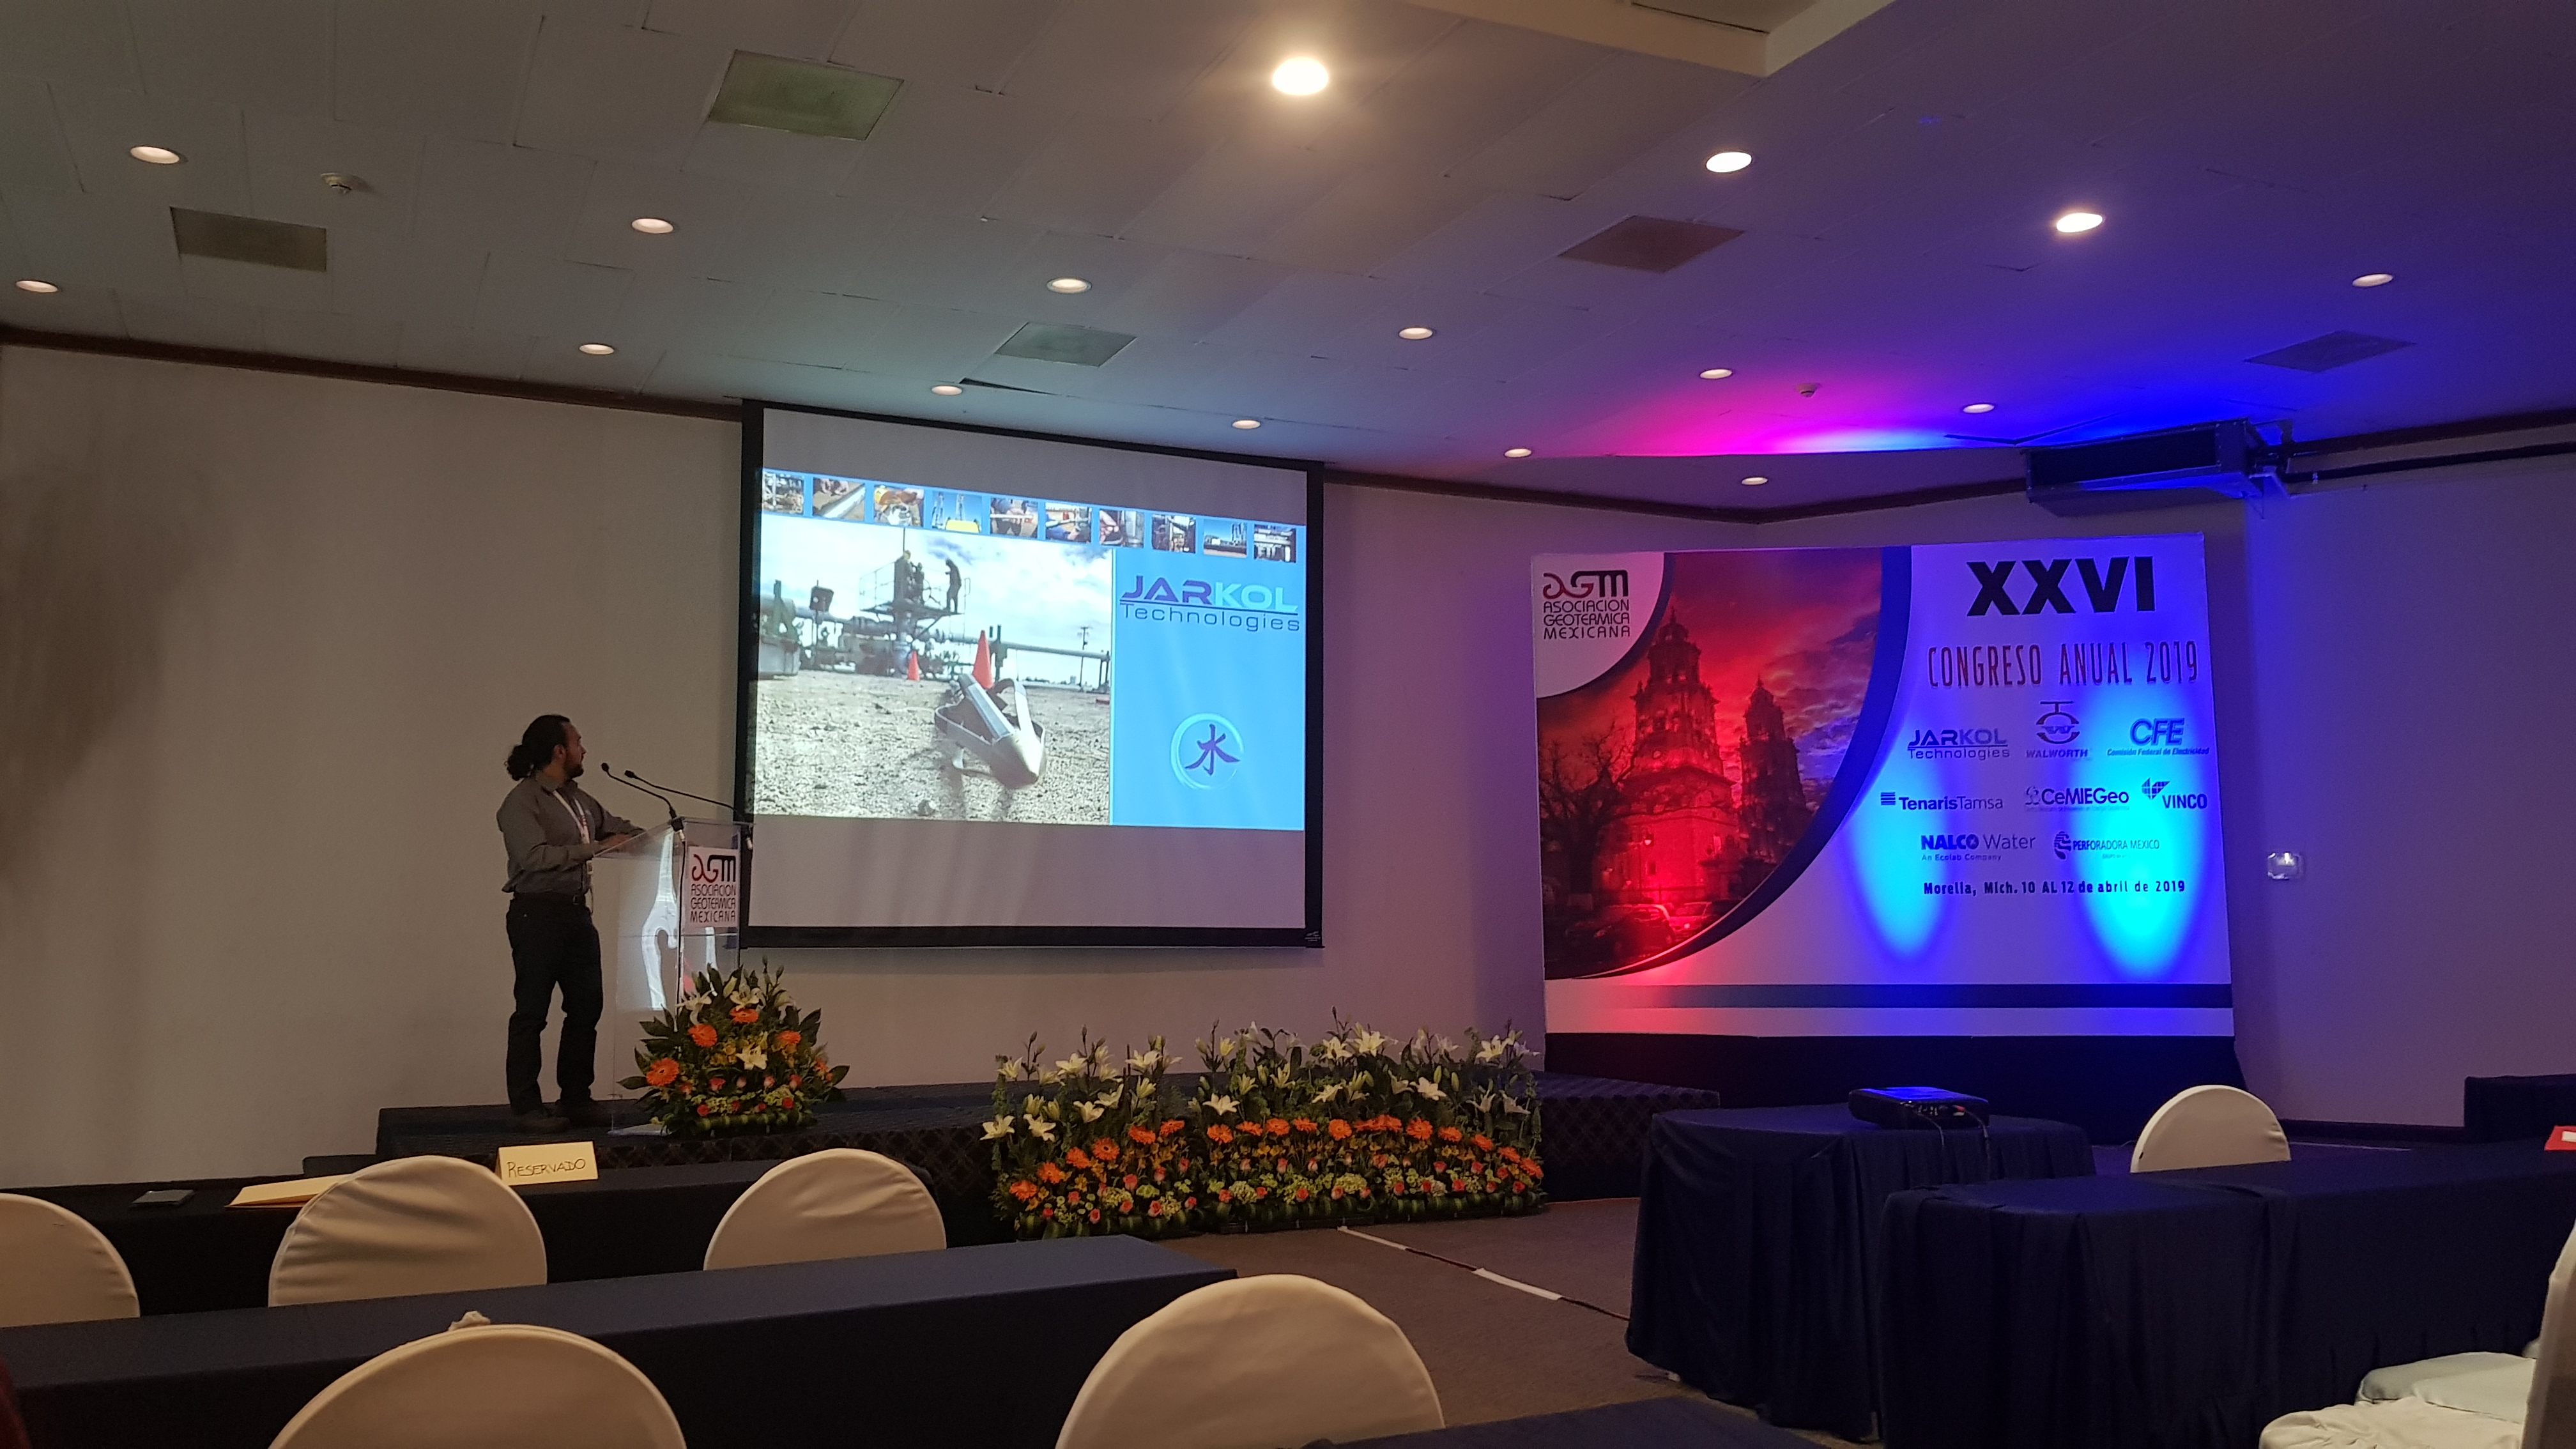 JARKOL
Technologies
水
aGm
ASOCIACION
GEOTERMICA
MEXICANA
RESERVADO
aGm
ASOCIACION
GEOTERMICA
MEXICANA
XXVI
CONGRESO ANUAL 2019
JARKOL
Technologies
W
WALWORTH
CFE
Comisión Federal de Electricidad
TenarisTamsa
CeMIEGeo
VINCO
NALCO Water
An Ecolab Company
PERFORADORA MEXICO
Morelia, Mich. 10 AL 12 de abril de 2019